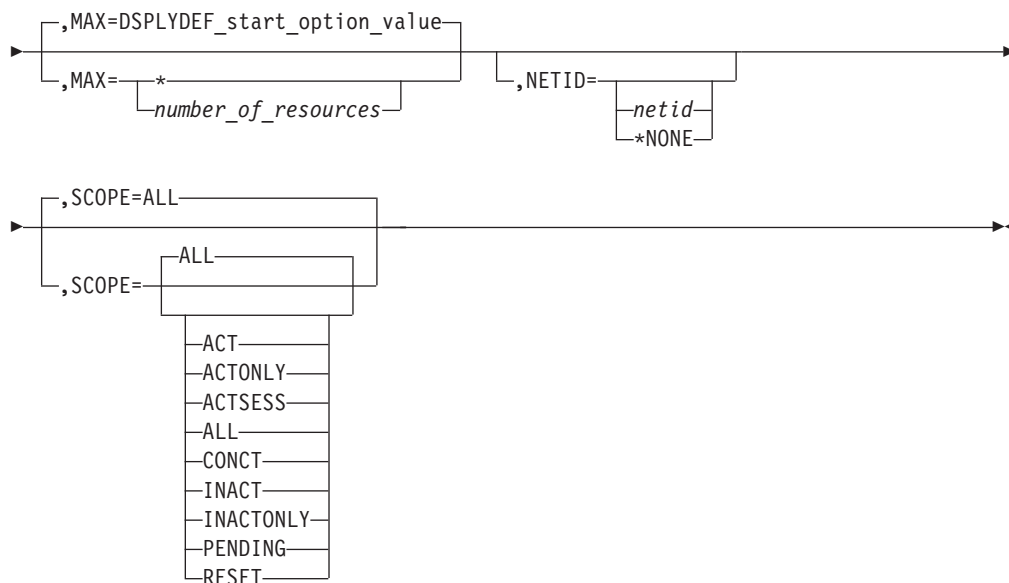 ,MAX=DSPLYDEF_start_option_value
,MAX= *
number_of_resources
,NETID=
netid
*NONE
,SCOPE=ALL
,SCOPE= ALL
ACT
ACTONLY
ACTSESS
ALL
CONCT
INACT
INACTONLY
PENDING
RESET